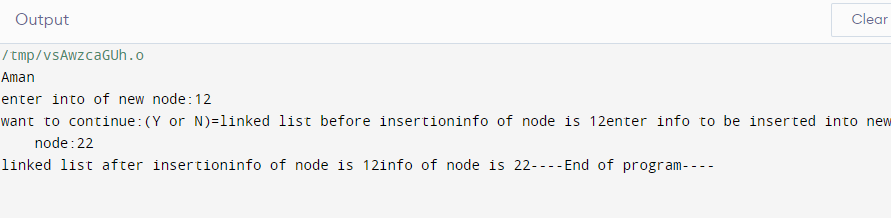 Output
Clear
/tmp/vsAwzcaGUh.o
Aman
enter into of new node:12
want to continue:(Y or N)=linked list before insertioninfo of node is 12enter info to be inserted into new
node:22
linked list after insertioninfo of node is 12info of node is 22----End of program----